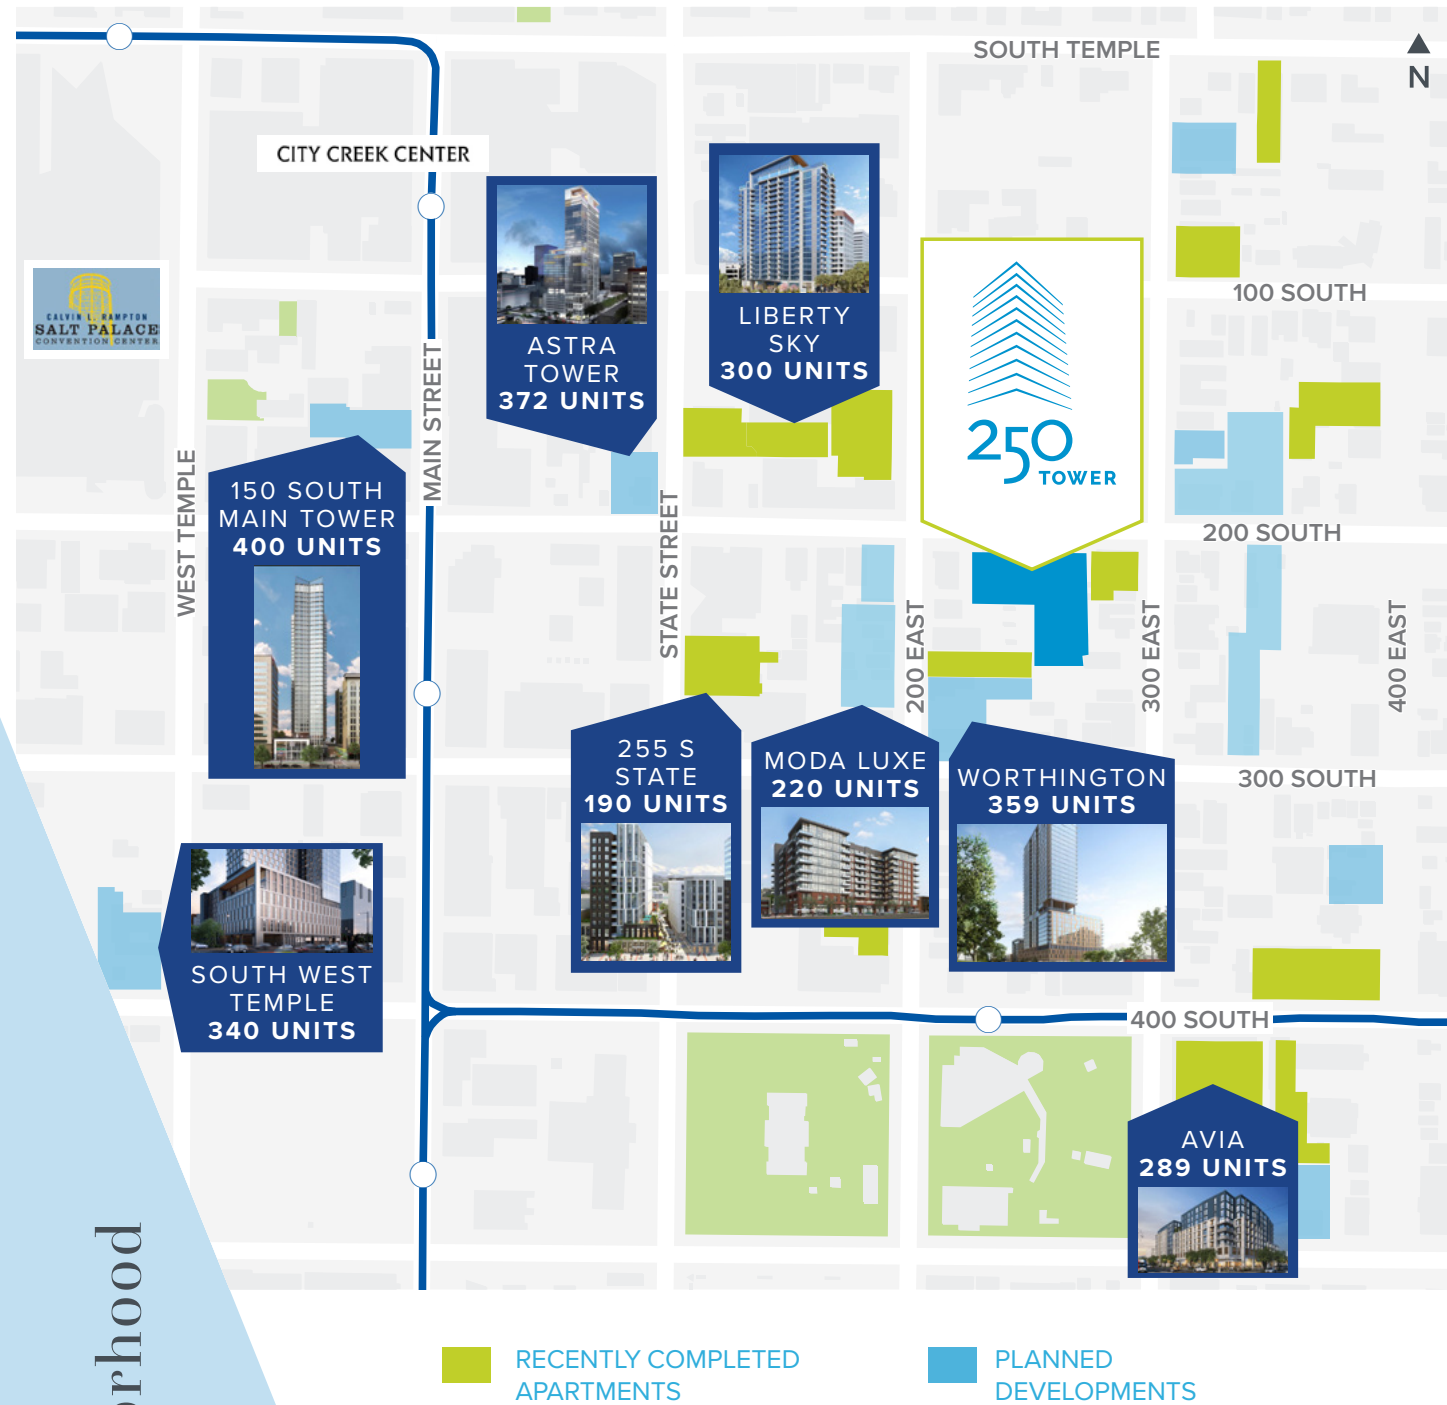 SOUTH TEMPLE
N
CITY CREEK CENTER
CALVIN L. RAMPTON
SALT PALACE
CONVENTION CENTER
ASTRA
TOWER
372 UNITS
LIBERTY
SKY
300 UNITS
250
TOWER
100 SOUTH
MAIN STREET
WEST TEMPLE
150 SOUTH
MAIN TOWER
400 UNITS
STATE STREET
200 SOUTH
200 EAST
300 EAST
400 EAST
255 S
STATE
190 UNITS
MODA LUXE
220 UNITS
WORTHINGTON
359 UNITS
300 SOUTH
SOUTH WEST
TEMPLE
340 UNITS
400 SOUTH
AVIA
289 UNITS
orhood
RECENTLY COMPLETED
APARTMENTS
PLANNED
DEVELOPMENTS